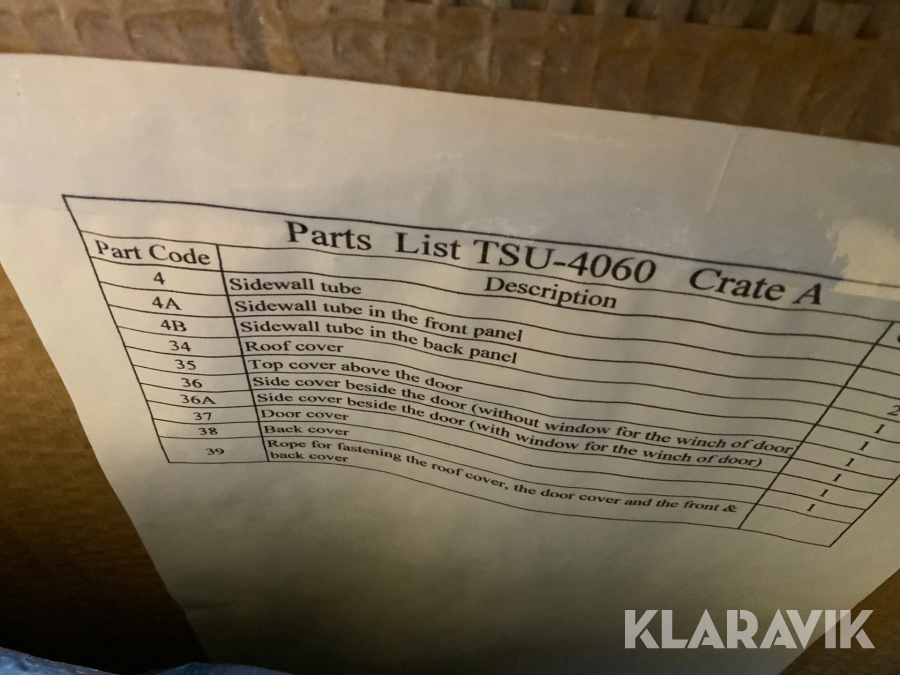 Parts List TSU-4060 Crate A
Part Code Description
4 Sidewall tube
4A Sidewall tube in the front panel
4B Sidewall tube in the back panel 2
34 Roof cover 1
35 Top cover above the door 1
36 Side cover beside the door (without window for the winch of door) 1
36A Side cover beside the door (with window for the winch of door) 1
37 Door cover 1
38 Back cover 1
39 Rope for fastening the roof cover, the door cover and the front &
back cover
KLARAVIK